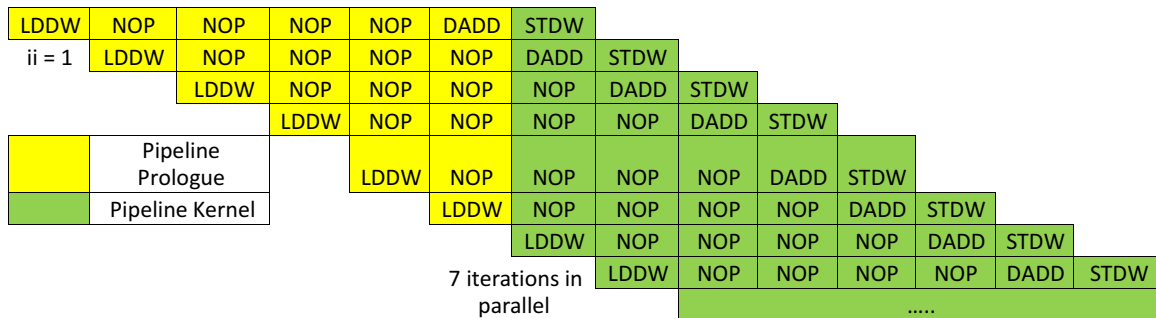 LDDW NOP NOP NOP NOP DADD STDW
ii = 1 LDDW NOP NOP NOP NOP DADD STDW
LDDW NOP NOP NOP NOP DADD STDW
LDDW NOP NOP NOP NOP DADD STDW
Pipeline
Prologue LDDW NOP NOP NOP NOP DADD STDW
Pipeline Kernel LDDW NOP NOP NOP NOP DADD STDW
LDDW NOP NOP NOP NOP DADD STDW
7 iterations in LDDW NOP NOP NOP NOP DADD STDW
parallel …..